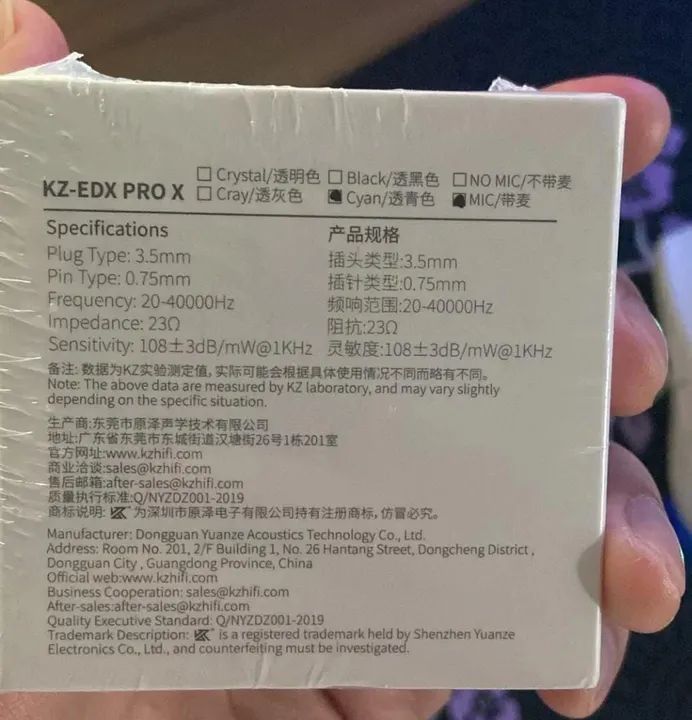 KZ-EDX PRO X
□ Crystal/透明色 □ Black/透黑色 □ NO MIC/不带麦
□ Cray/透灰色 ■ Cyan/透青色 ■ MIC/带麦
Specifications
Plug Type: 3.5mm
Pin Type: 0.75mm
Frequency: 20-40000Hz
Impedance: 23Ω
Sensitivity: 108±3dB/mW@1KHz
产品规格
插头类型:3.5mm
插针类型:0.75mm
频响范围:20-40000Hz
阻抗:23Ω
灵敏度:108±3dB/mW@1KHz
备注: 数据为KZ实验测定值, 实际可能会根据具体使用情况不同而略有不同。
Note: The above data are measured by KZ laboratory, and may vary slightly
depending on the specific situation.
生产商:东莞市原泽声学技术有限公司
地址:广东省东莞市东城街道汉塘街26号1栋201室
官方网址:www.kzhifi.com
商业洽谈:sales@kzhifi.com
售后邮箱:after-sales@kzhifi.com
质量执行标准:Q/NYZDZ001-2019
商标说明: KZ 为深圳市原泽电子有限公司持有注册商标, 仿冒必究。
Manufacturer: Dongguan Yuanze Acoustics Technology Co., Ltd.
Address: Room No. 201, 2/F Building 1, No. 26 Hantang Street, Dongcheng District ,
Dongguan City , Guangdong Province, China
Official web:www.kzhifi.com
Business Cooperation: sales@kzhifi.com
After-sales:after-sales@kzhifi.com
Quality Executive Standard: Q/NYZDZ001-2019
Trademark Description: KZ is a registered trademark held by Shenzhen Yuanze
Electronics Co., Ltd., and counterfeiting must be investigated.